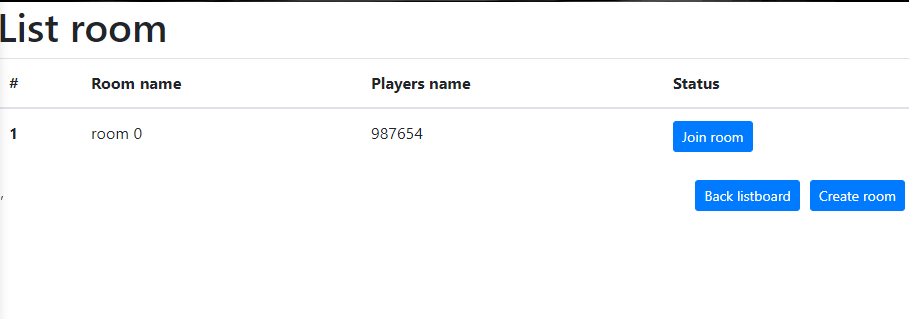 List room
# Room name Players name Status
1 room 0 987654 Join room
, Back listboard Create room